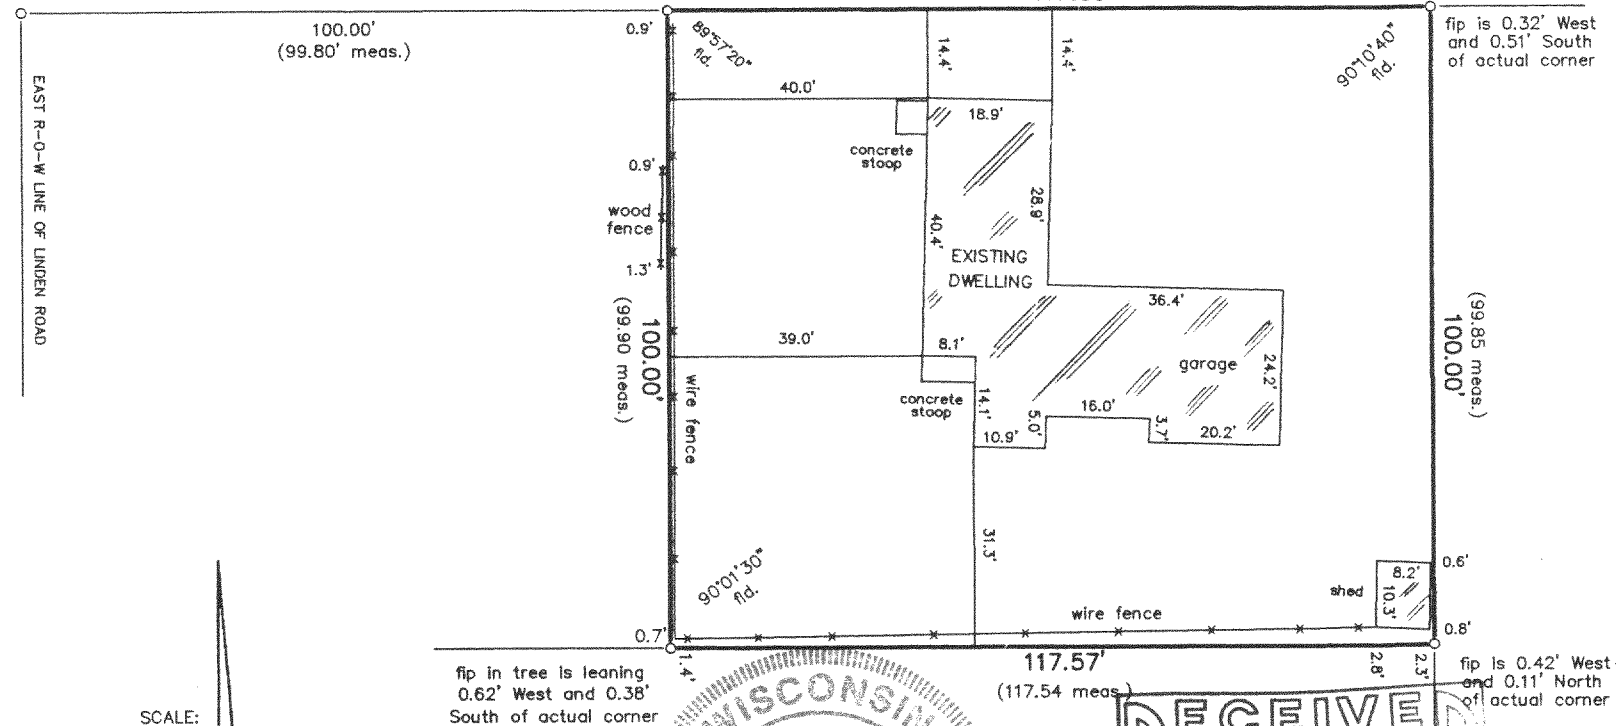 100.00'
(99.80' meas.)
EAST R-O-W LINE OF LINDEN ROAD
0.9'
89°57'20"
fld.
14.4'
14.4'
90°10'40"
fld.
fip is 0.32' West
and 0.51' South
of actual corner
40.0'
18.9'
concrete
stoop
0.9'
wood
fence
1.3'
28.9'
40.4'
EXISTING
DWELLING
36.4'
100.00'
(99.90 meas.)
100.00'
(99.85 meas.)
39.0'
8.1'
garage
24.2'
wire fence
concrete
stoop
14.1'
10.9'
5.0'
16.0'
3.7'
20.2'
31.3'
90°01'30"
fld.
shed
8.2'
10.3'
0.6'
wire fence
0.7'
0.8'
1.4'
117.57'
(117.54 meas.)
2.8'
2.3'
fip in tree is leaning
0.62' West and 0.38'
South of actual corner
fip is 0.42' West
and 0.11' North
of actual corner
SCALE:
WISCONSIN
RECEIVED